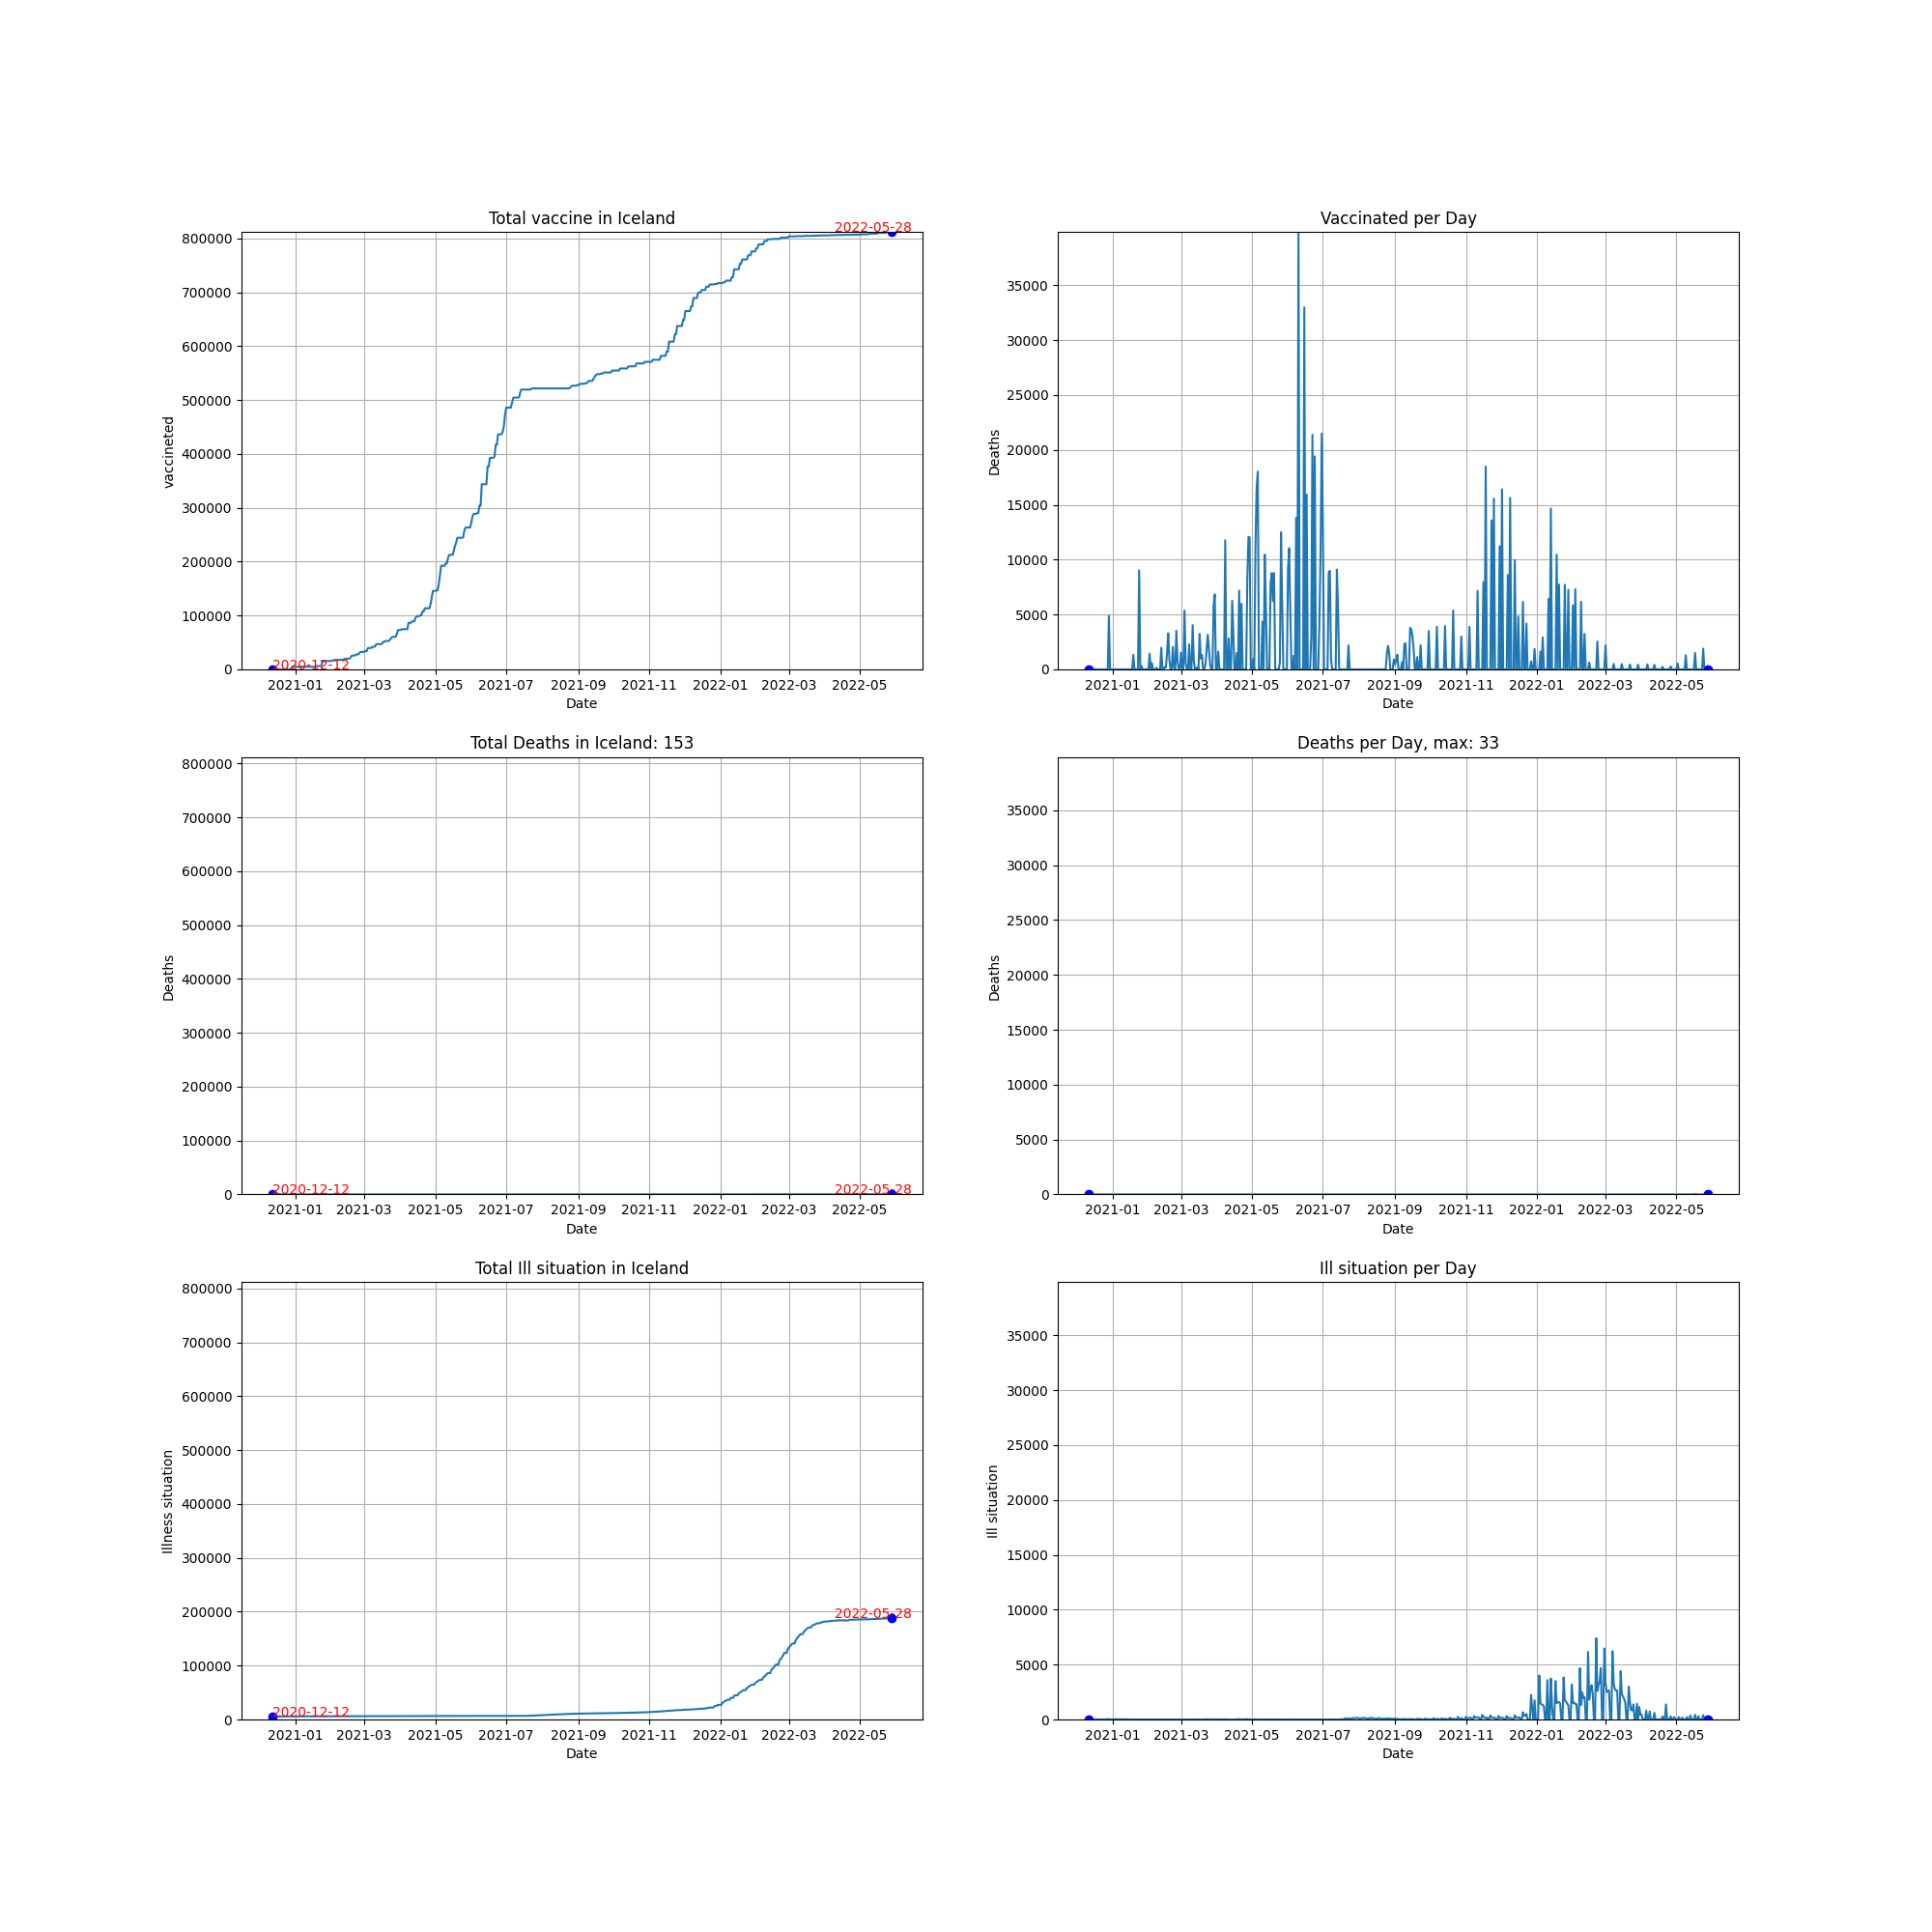 Total vaccine in Iceland
vaccineted
800000
700000
600000
500000
400000
300000
200000
100000
0
2020-12-12
2022-05-28
2021-01 2021-03 2021-05 2021-07 2021-09 2021-11 2022-01 2022-03 2022-05
Date
Vaccinated per Day
Deaths
35000
30000
25000
20000
15000
10000
5000
0
2021-01 2021-03 2021-05 2021-07 2021-09 2021-11 2022-01 2022-03 2022-05
Date
Total Deaths in Iceland: 153
Deaths
800000
700000
600000
500000
400000
300000
200000
100000
0
2020-12-12
2022-05-28
2021-01 2021-03 2021-05 2021-07 2021-09 2021-11 2022-01 2022-03 2022-05
Date
Deaths per Day, max: 33
Deaths
35000
30000
25000
20000
15000
10000
5000
0
2021-01 2021-03 2021-05 2021-07 2021-09 2021-11 2022-01 2022-03 2022-05
Date
Total Ill situation in Iceland
Illness situation
800000
700000
600000
500000
400000
300000
200000
100000
0
2020-12-12
2022-05-28
2021-01 2021-03 2021-05 2021-07 2021-09 2021-11 2022-01 2022-03 2022-05
Date
Ill situation per Day
Ill situation
35000
30000
25000
20000
15000
10000
5000
0
2021-01 2021-03 2021-05 2021-07 2021-09 2021-11 2022-01 2022-03 2022-05
Date